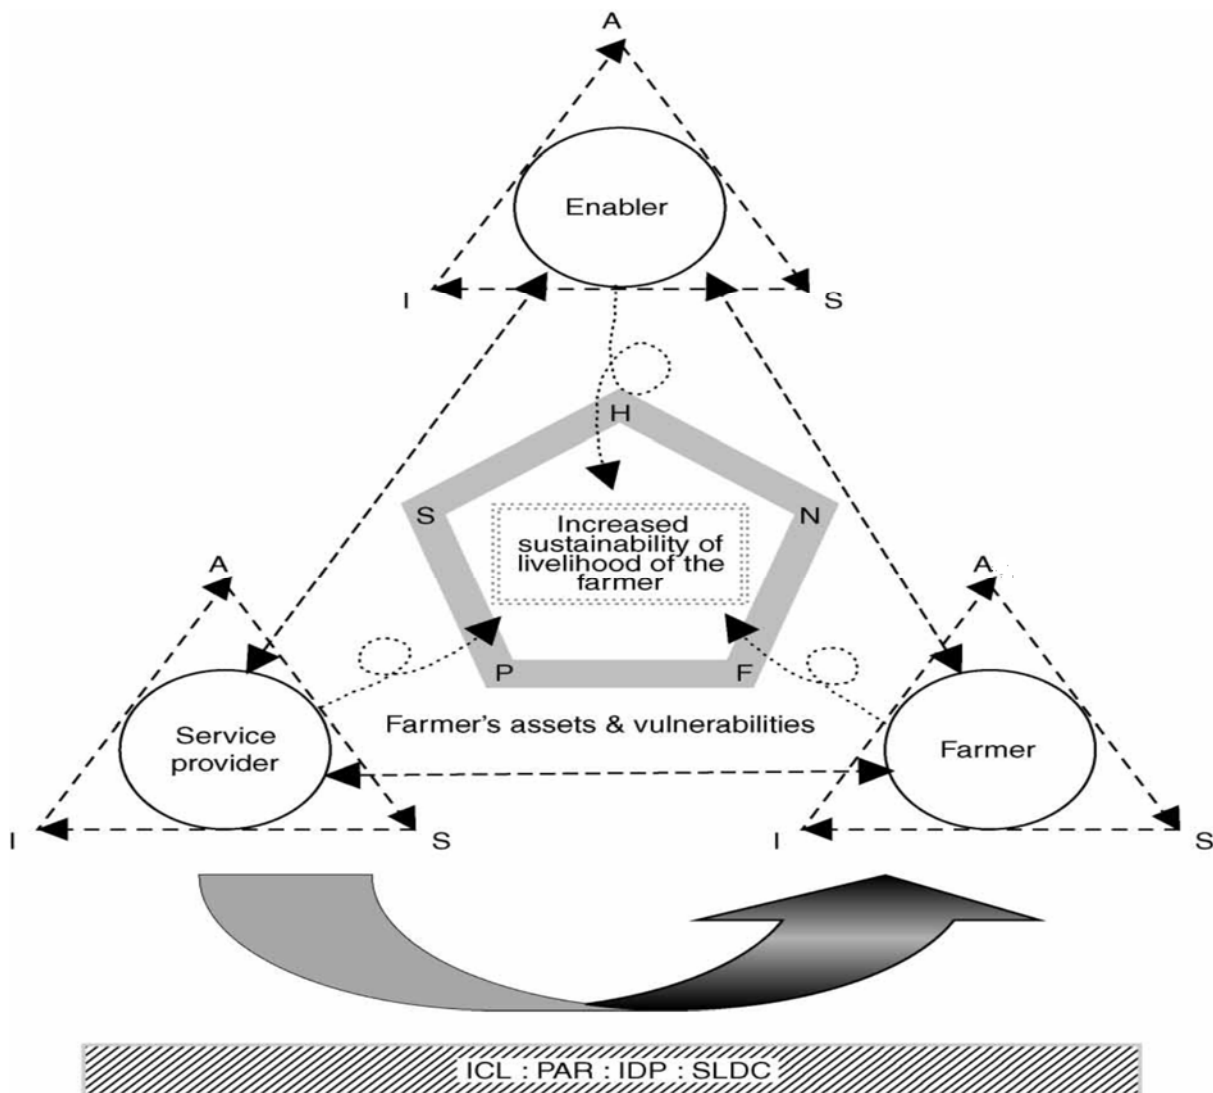 A
Enabler
I
S
H
S
N
Increased
sustainability of
livelihood of the
farmer
A
A
P
F
Farmer's assets & vulnerabilities
Service
provider
Farmer
I
S
I
S
ICL : PAR : IDP : SLDC